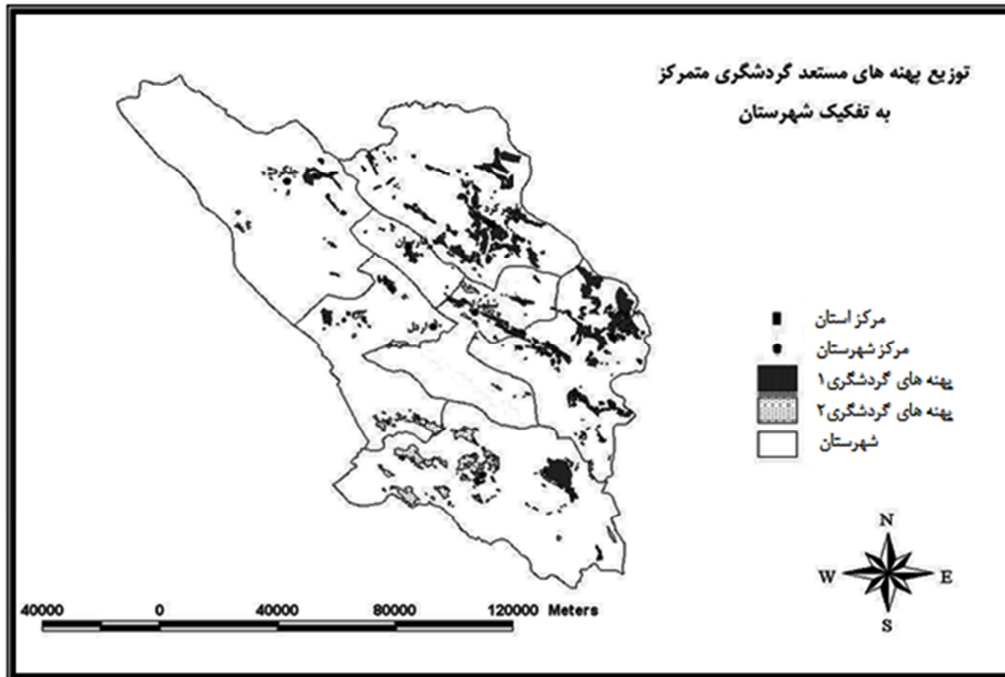 توزیع پهنه های مستعد گردشگری متمرکز
به تفکیک شهرستان
اردل
مرکز استان
مرکز شهرستان
پهنه های گردشگری۱
پهنه های گردشگری۲
شهرستان
N
W E
S
40000 0 40000 80000 120000 Meters